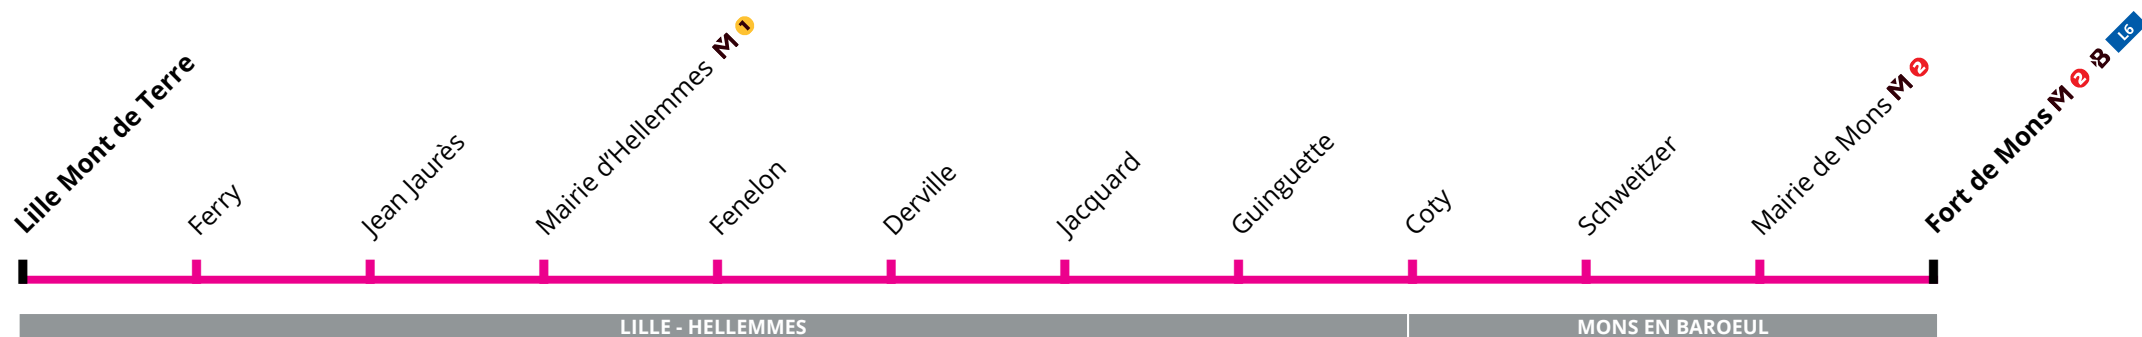 Lille Mont de Terre
Ferry
Jean Jaurès
Mairie d'Hellemmes M 1
Fenelon
Derville
Jacquard
Guinguette
Coty
Schweitzer
Mairie de Mons M 2
Fort de Mons M 2 B L6
LILLE - HELLEMMES
MONS EN BAROEUL